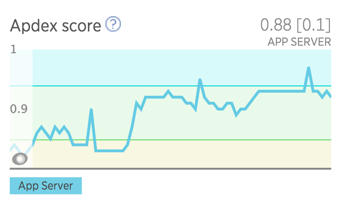 Apdex score ?
0.88 [0.1]
APP SERVER
1
0.9
App Server